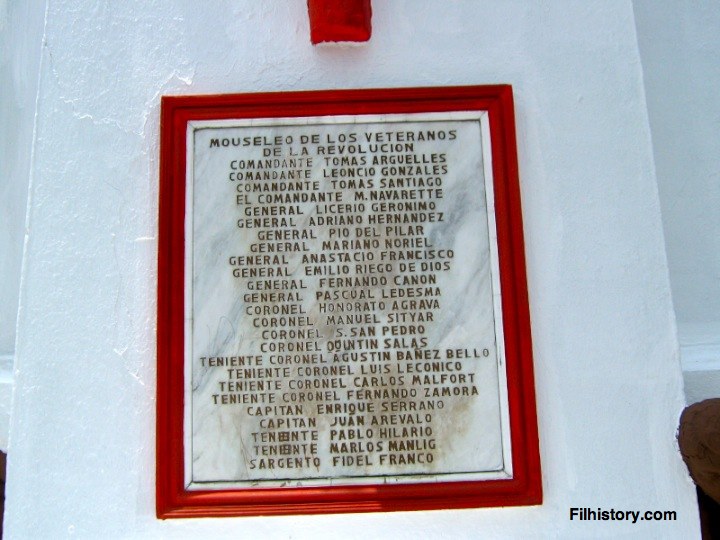 MOUSELEO DE LOS VETERANOS
DE LA REVOLUCION
COMANDANTE TOMAS ARGUELLES
COMANDANTE LEONCIO GONZALES
COMANDANTE TOMAS SANTIAGO
EL COMANDANTE M. NAVARETTE
GENERAL LICERIO GERONIMO
GENERAL ADRIANO HERNANDEZ
GENERAL PIO DEL PILAR
GENERAL MARIANO NORIEL
GENERAL ANASTACIO FRANCISCO
GENERAL EMILIO RIEGO DE DIOS
GENERAL FERNANDO CANON
GENERAL PASCUAL LEDESMA
CORONEL HONORATO AGRAVA
CORONEL MANUEL SITYAR
CORONEL S. SAN PEDRO
CORONEL QUINTIN SALAS
TENIENTE CORONEL AGUSTIN BAÑEZ BELLO
TENIENTE CORONEL LUIS LECONICO
TENIENTE CORONEL CARLOS MALFORT
TENIENTE CORONEL FERNANDO ZAMORA
CAPITAN ENRIQUE SERRANO
CAPITAN JUAN AREVALO
TENIENTE PABLO HILARIO
TENIENTE MARLOS MANLIG
SARGENTO FIDEL FRANCO
Filhistory.com